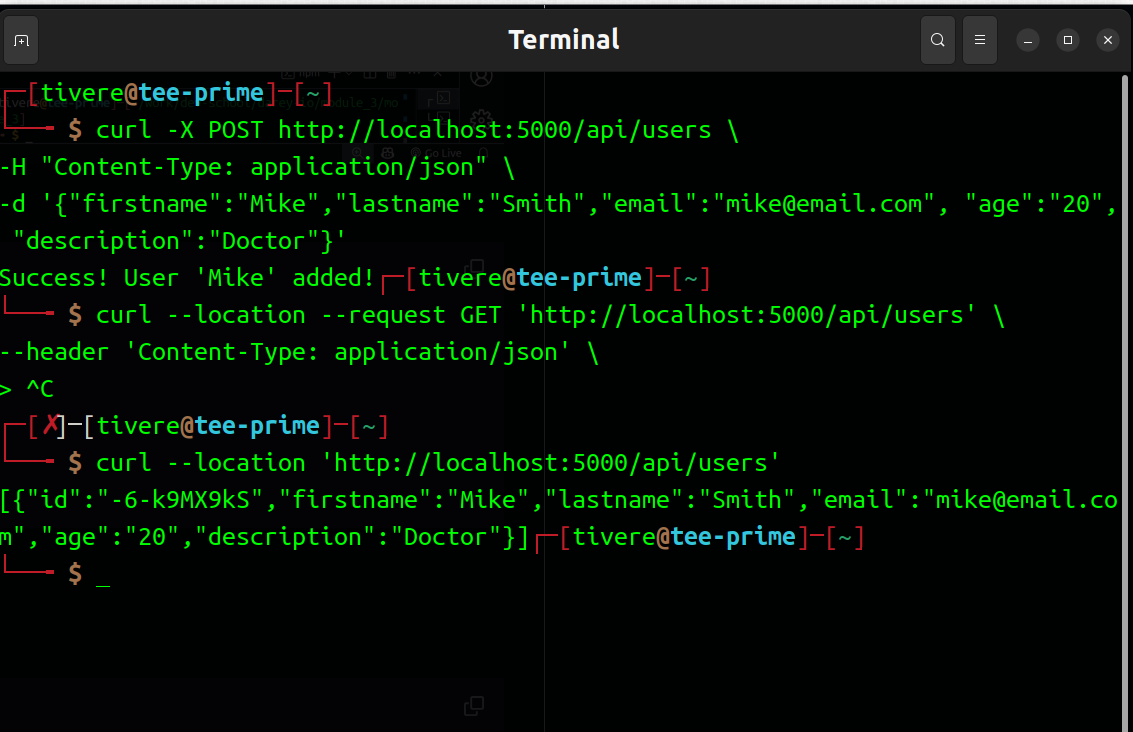 Terminal
[tivere@tee-prime]─[~]
$ curl -X POST http://localhost:5000/api/users \
-H "Content-Type: application/json" \
-d '{"firstname":"Mike","lastname":"Smith","email":"mike@email.com", "age":"20",
"description":"Doctor"}'
Success! User 'Mike' added!┌─[tivere@tee-prime]─[~]
└──╼ $ curl --location --request GET 'http://localhost:5000/api/users' \
--header 'Content-Type: application/json' \
> ^C
┌─[✗]─[tivere@tee-prime]─[~]
└──╼ $ curl --location 'http://localhost:5000/api/users'
[{"id":"-6-k9MX9kS","firstname":"Mike","lastname":"Smith","email":"mike@email.co
m","age":"20","description":"Doctor"}]┌─[tivere@tee-prime]─[~]
└──╼ $ _